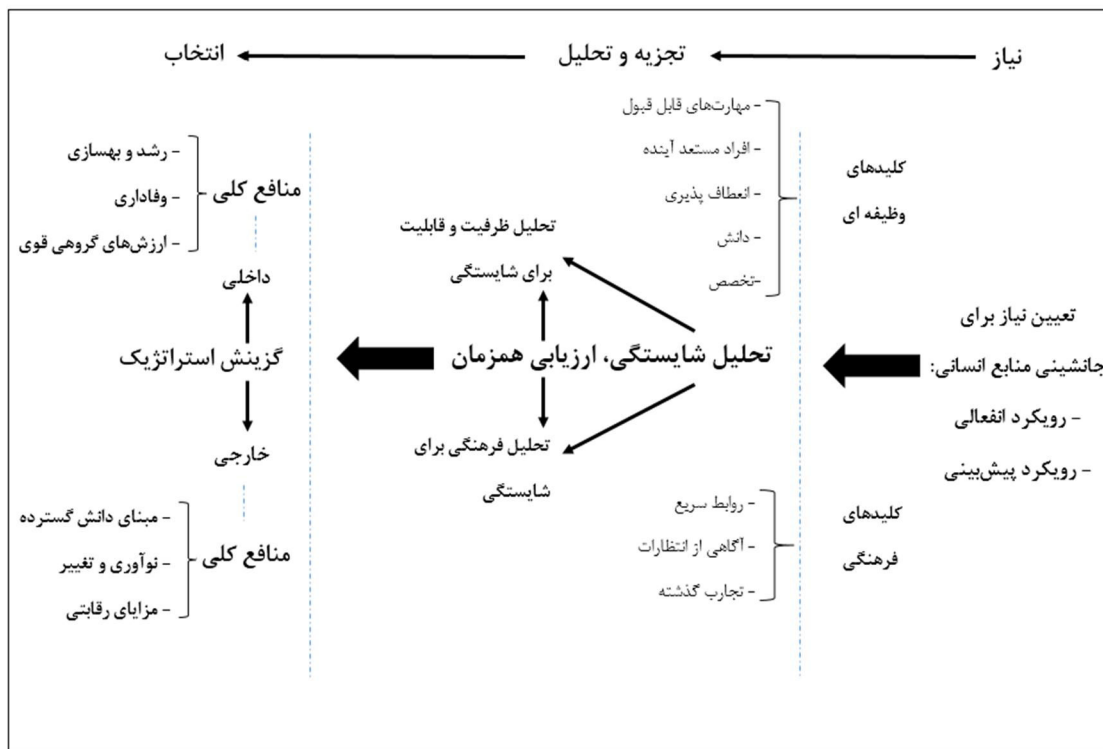 نیاز
تجزیه و تحلیل
انتخاب
کلیدهای
وظیفه ای
- مهارت‌های قابل قبول
- افراد مستعد آینده
- انعطاف پذیری
- دانش
-تخصص
تعیین نیاز برای
جانشینی منابع انسانی:
- رویکرد انفعالی
- رویکرد پیش‌بینی
کلیدهای
فرهنگی
- روابط سریع
- آگاهی از انتظارات
- تجارب گذشته
تحلیل ظرفیت و قابلیت
برای شایستگی
تحلیل شایستگی، ارزیابی همزمان
تحلیل فرهنگی برای
شایستگی
منافع کلی
- رشد و بهسازی
- وفاداری
- ارزش‌های گروهی قوی
داخلی
گزینش استراتژیک
خارجی
منافع کلی
- مبنای دانش گسترده
- نوآوری و تغییر
- مزایای رقابتی